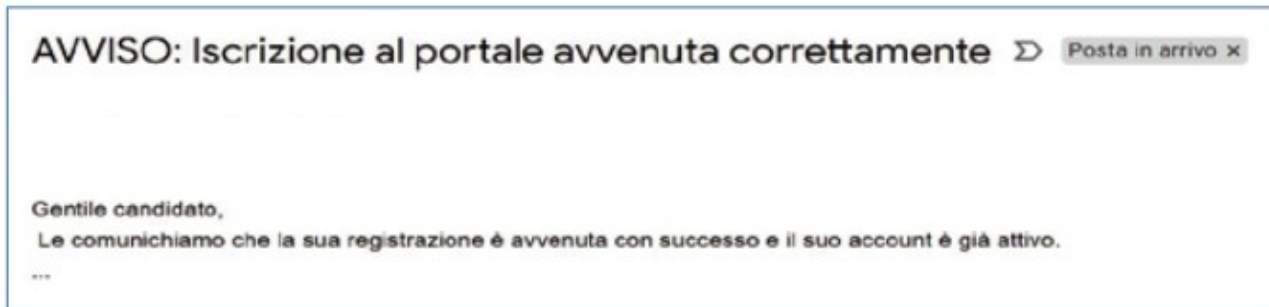 AVVISO: Iscrizione al portale avvenuta correttamente Posta in arrivo ×
Gentile candidato,
Le comunichiamo che la sua registrazione è avvenuta con successo e il suo account è già attivo.
...